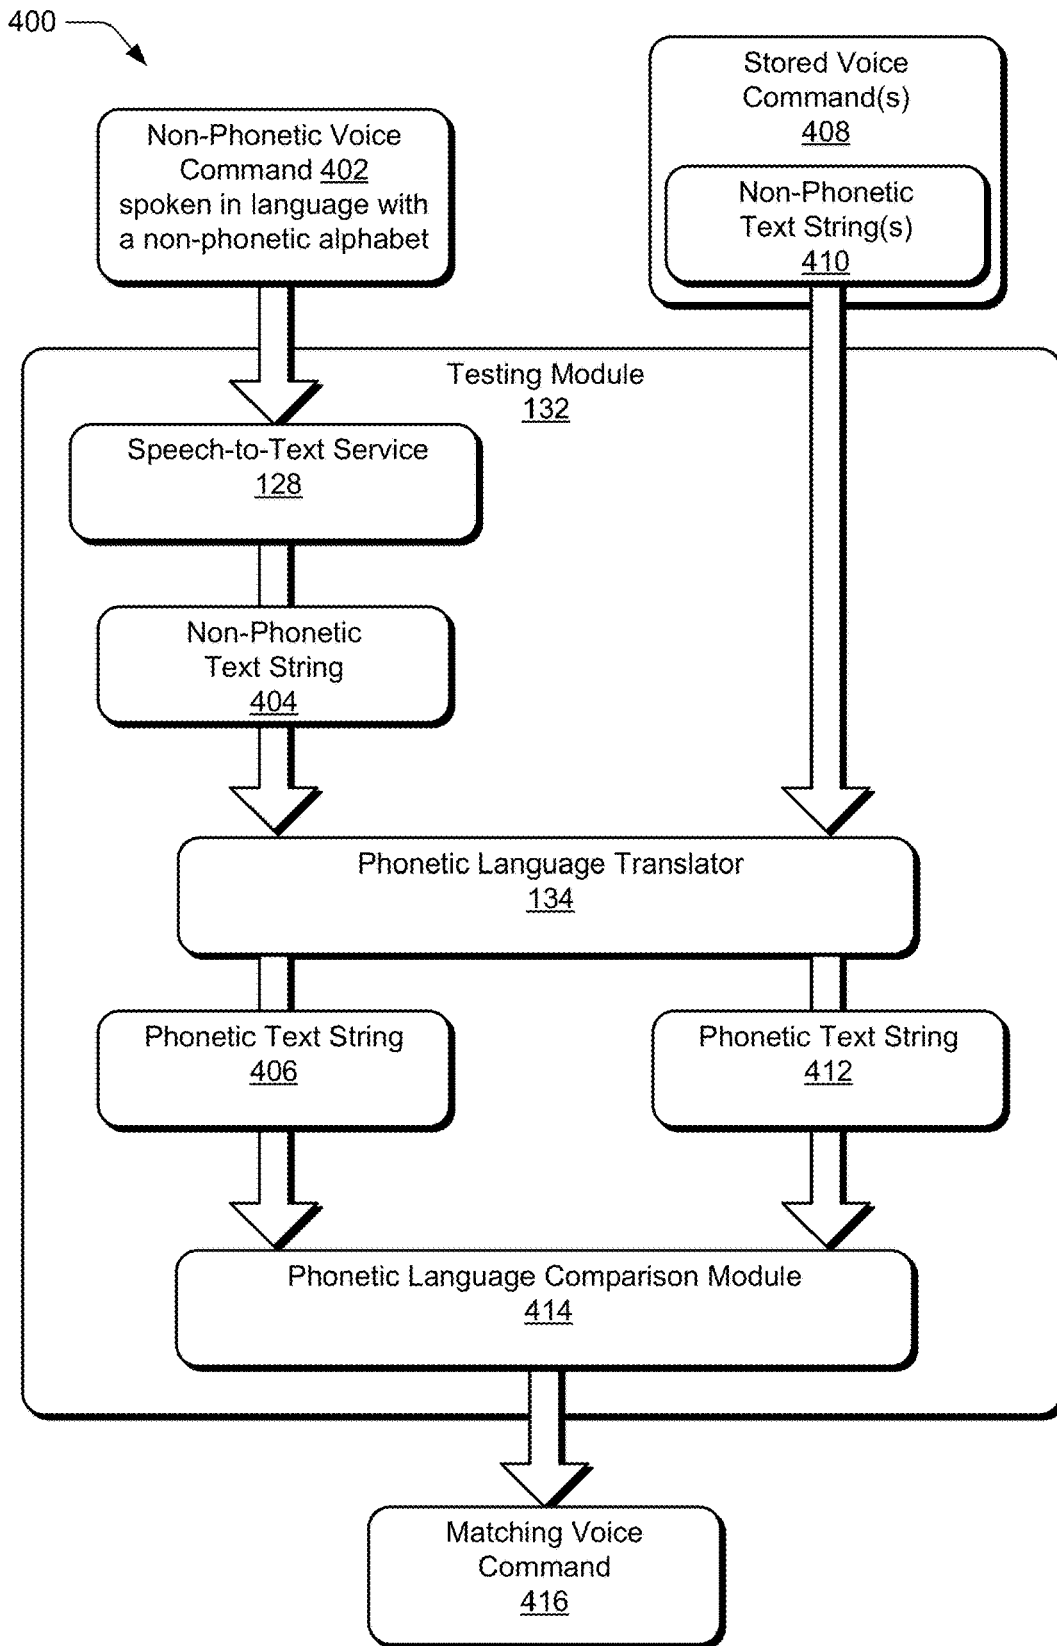 400
Non-Phonetic Voice
Command 402
spoken in language with
a non-phonetic alphabet
Stored Voice
Command(s)
408
Non-Phonetic
Text String(s)
410
Testing Module
132
Speech-to-Text Service
128
Non-Phonetic
Text String
404
Phonetic Language Translator
134
Phonetic Text String
406
Phonetic Text String
412
Phonetic Language Comparison Module
414
Matching Voice
Command
416